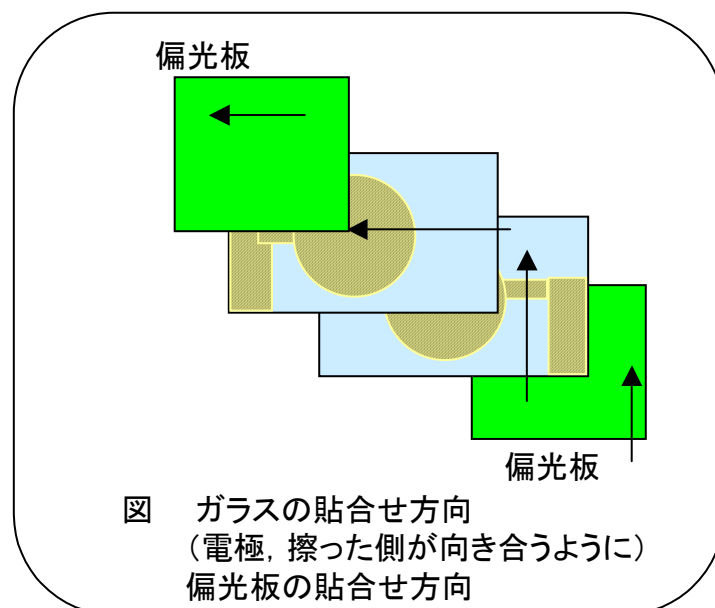 偏光板
偏光板
図　ガラスの貼合せ方向
（電極，擦った側が向き合うように）
偏光板の貼合せ方向